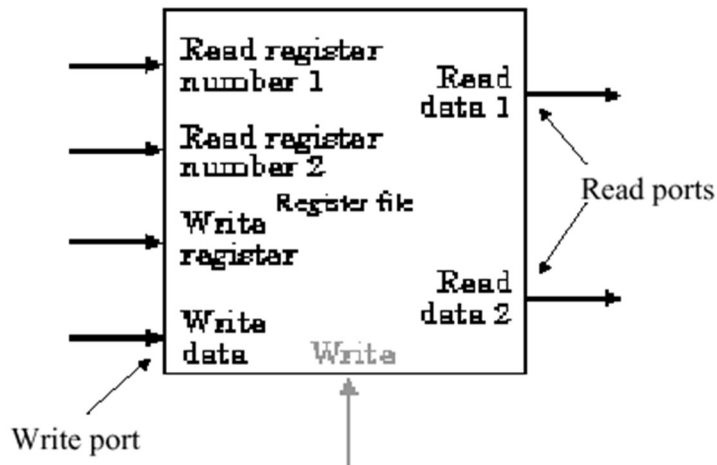 Read register
number 1
Read
data 1
Read register
number 2
Read ports
Register file
Write
register
Read
data 2
Write
data
Write
Write port